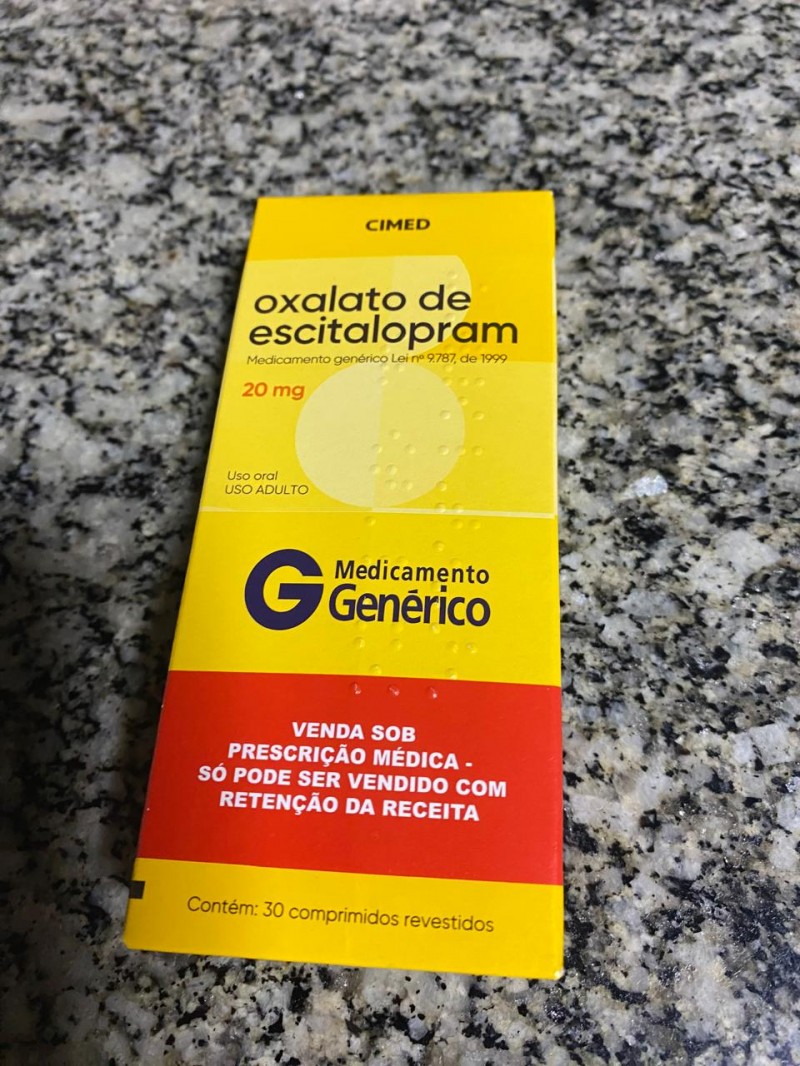 CIMED
oxalato de
escitalopram
Medicamento genérico Lei nº 9.787, de 1999
20 mg
Uso oral
USO ADULTO
G Medicamento
Genérico
VENDA SOB
PRESCRIÇÃO MÉDICA -
SÓ PODE SER VENDIDO COM
RETENÇÃO DA RECEITA
Contém: 30 comprimidos revestidos